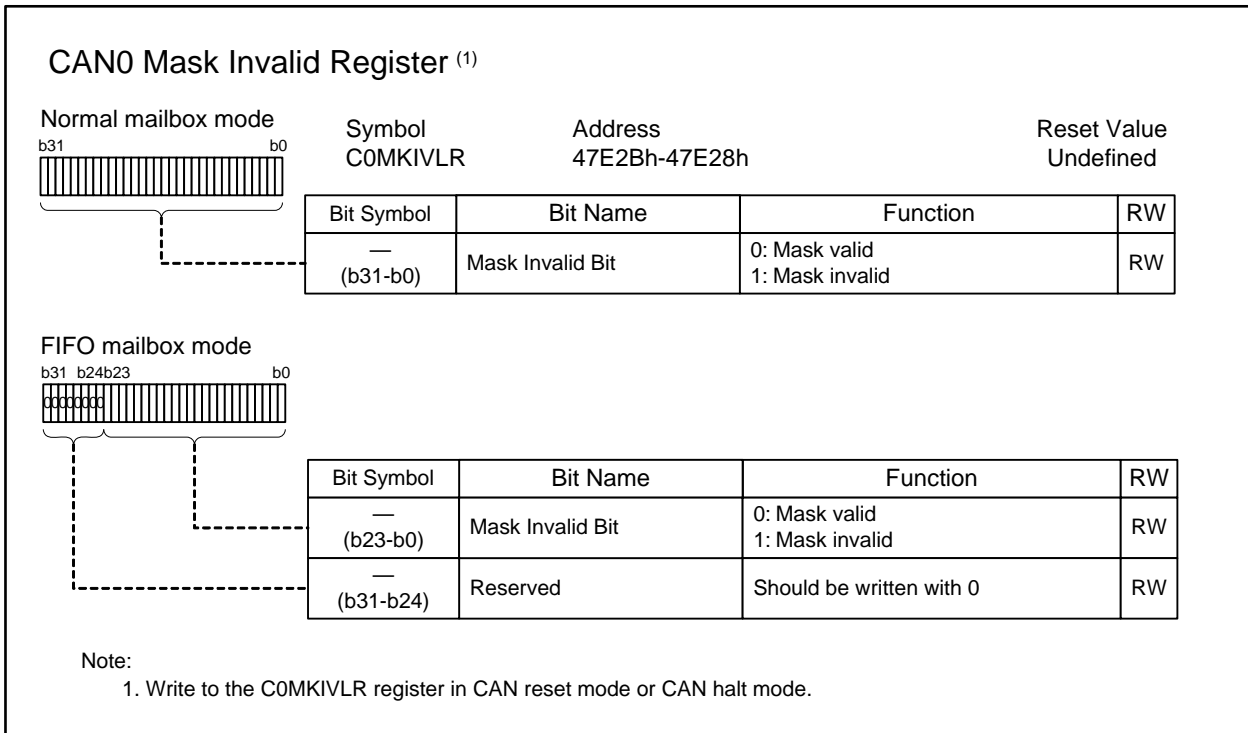 CAN0 Mask Invalid Register (1)
Normal mailbox mode
b31 b0
Symbol Address Reset Value
C0MKIVLR 47E2Bh-47E28h Undefined
Bit Symbol Bit Name Function RW
— (b31-b0) Mask Invalid Bit 0: Mask valid RW
1: Mask invalid
FIFO mailbox mode
b31 b24b23 b0
00000000
Bit Symbol Bit Name Function RW
— (b23-b0) Mask Invalid Bit 0: Mask valid RW
1: Mask invalid
— (b31-b24) Reserved Should be written with 0 RW
Note:
1. Write to the C0MKIVLR register in CAN reset mode or CAN halt mode.